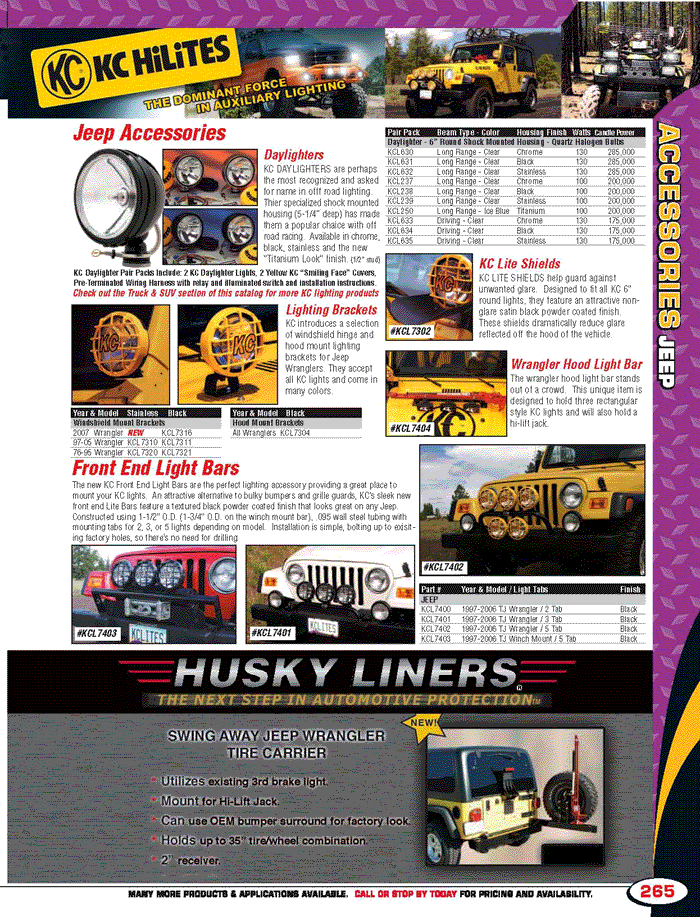 KC HiLiTES
THE DOMINANT FORCE
IN AUXILIARY LIGHTING
ACCESSORIES JEEP
Jeep Accessories
Daylighters
KC DAYLIGHTERS are perhaps
the most recognized and asked
for name in offf road lighting.
Thier specialized shock mounted
housing (5-1/4" deep) has made
them a popular chaice with off
road racing. Available in chrome,
black, stainless and the new
"Titanium Look" finish. (1/2" stud)
KC Daylighter Pair Packs Include: 2 KC Daylighter Lights, 2 Yellow KC "Smiling Face" Covers,
Pre-Terminated Wiring Harness with relay and illuminated switch and installation instructions.
Check out the Truck & SUV section of this catalog for more KC lighting products
Pair Pack Beam Type - Color Housing Finish Watts Candle Power
Daylighter - 6" Round Shock Mounted Housing - Quartz Halogen Bulbs
KCL630 Long Range - Clear Chrome 130 285,000
KCL631 Long Range - Clear Black 130 285,000
KCL632 Long Range - Clear Stainless 130 285,000
KCL237 Long Range - Clear Chrome 100 200,000
KCL238 Long Range - Clear Black 100 200,000
KCL239 Long Range - Clear Stainless 100 200,000
KCL250 Long Range - Ice Blue Titanium 100 200,000
KCL633 Driving - Clear Chrome 130 175,000
KCL634 Driving - Clear Black 130 175,000
KCL635 Driving - Clear Stainless 130 175,000
Lighting Brackets
KC introduces a selection
of windshield hinge and
hood mount lighting
brackets for Jeep
Wranglers. They accept
all KC lights and come in
many colors.
Year & Model Stainless Black
Windshield Mount Brackets
2007 Wrangler NEW KCL7316
97-05 Wrangler KCL7310 KCL7311
76-95 Wrangler KCL7320 KCL7321
Year & Model Black
Hood Mount Brackets
All Wranglers KCL7304
#KCL7302
KC Lite Shields
KC LITE SHIELDS help guard against
unwanted glare. Designed to fit all KC 6"
round lights, they feature an attractive non-
glare satin black powder coated finish.
These shields dramatically reduce glare
reflected off the hood of the vehicle.
#KCL7404
Wrangler Hood Light Bar
The wrangler hood light bar stands
out of a crowd. This unique item is
designed to hold three rectangular
style KC lights and will also hold a
hi-lift jack.
Front End Light Bars
The new KC Front End Light Bars are the perfect lighting accessory providing a great place to
mount your KC lights. An attractive alternative to bulky bumpers and grille guards, KC's sleek new
front end Lite Bars feature a textured black powder coated finish that looks great on any Jeep.
Constructed using 1-1/2" O.D. (1-3/4" O.D. on the winch mount bar), .095 wall steel tubing with
mounting tabs for 2, 3, or 5 lights depending on model. Installation is simple, bolting up to exisit-
ing factory holes, so there's no need for drilling
#KCL7403
KCLITES
#KCL7401
KCLITES
#KCL7402
Part # Year & Model / Light Tabs Finish
JEEP
KCL7400 1997-2006 TJ Wrangler / 2 Tab Black
KCL7401 1997-2006 TJ Wrangler / 3 Tab Black
KCL7402 1997-2006 TJ Wrangler / 5 Tab Black
KCL7403 1997-2006 TJ Winch Mount / 5 Tab Black
HUSKY LINERS®
THE NEXT STEP IN AUTOMOTIVE PROTECTION™
SWING AWAY JEEP WRANGLER
TIRE CARRIER
* Utilizes existing 3rd brake light.
* Mount for Hi-Lift Jack.
* Can use OEM bumper surround for factory look.
* Holds up to 35" tire/wheel combination.
* 2" receiver.
NEW!
MANY MORE PRODUCTS & APPLICATIONS AVAILABLE. CALL OR STOP BY TODAY FOR PRICING AND AVAILABILITY.
265